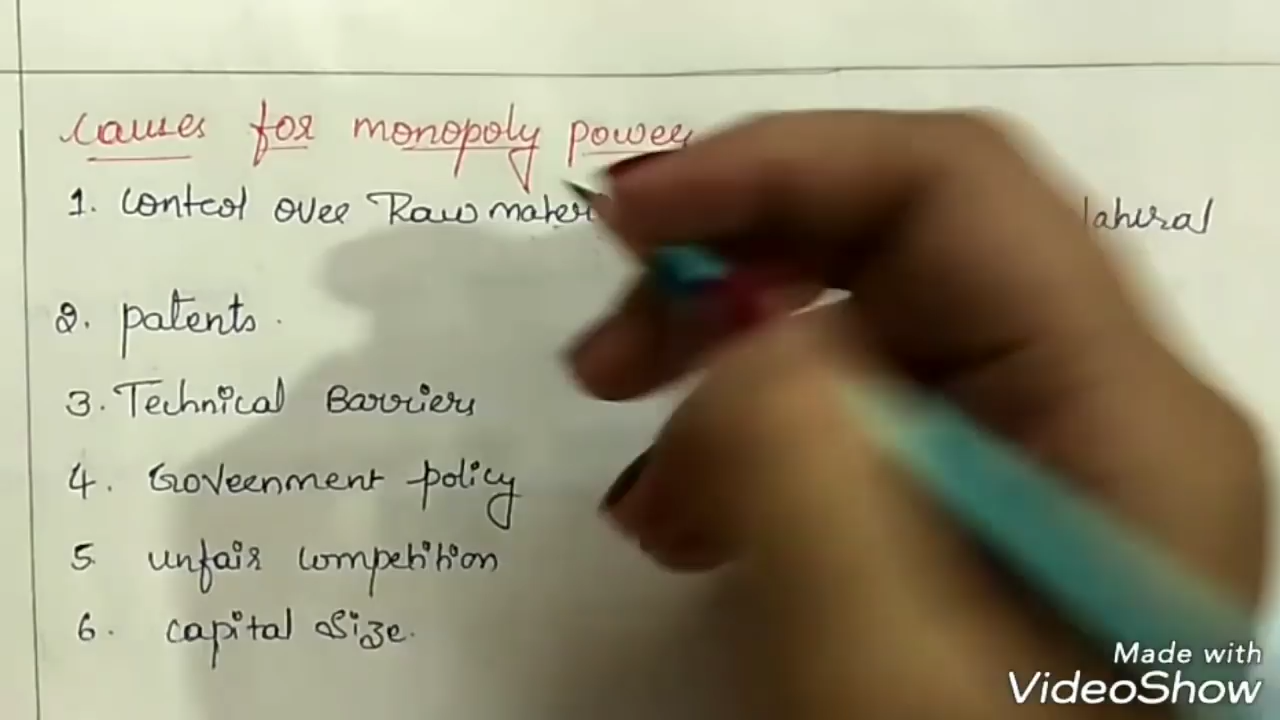 Causes for monopoly power
1. Control over Raw materi
2. patents.
3. Technical Barriers
4. Government policy
5 unfair competition
6. capital size.
Made with
VideoShow